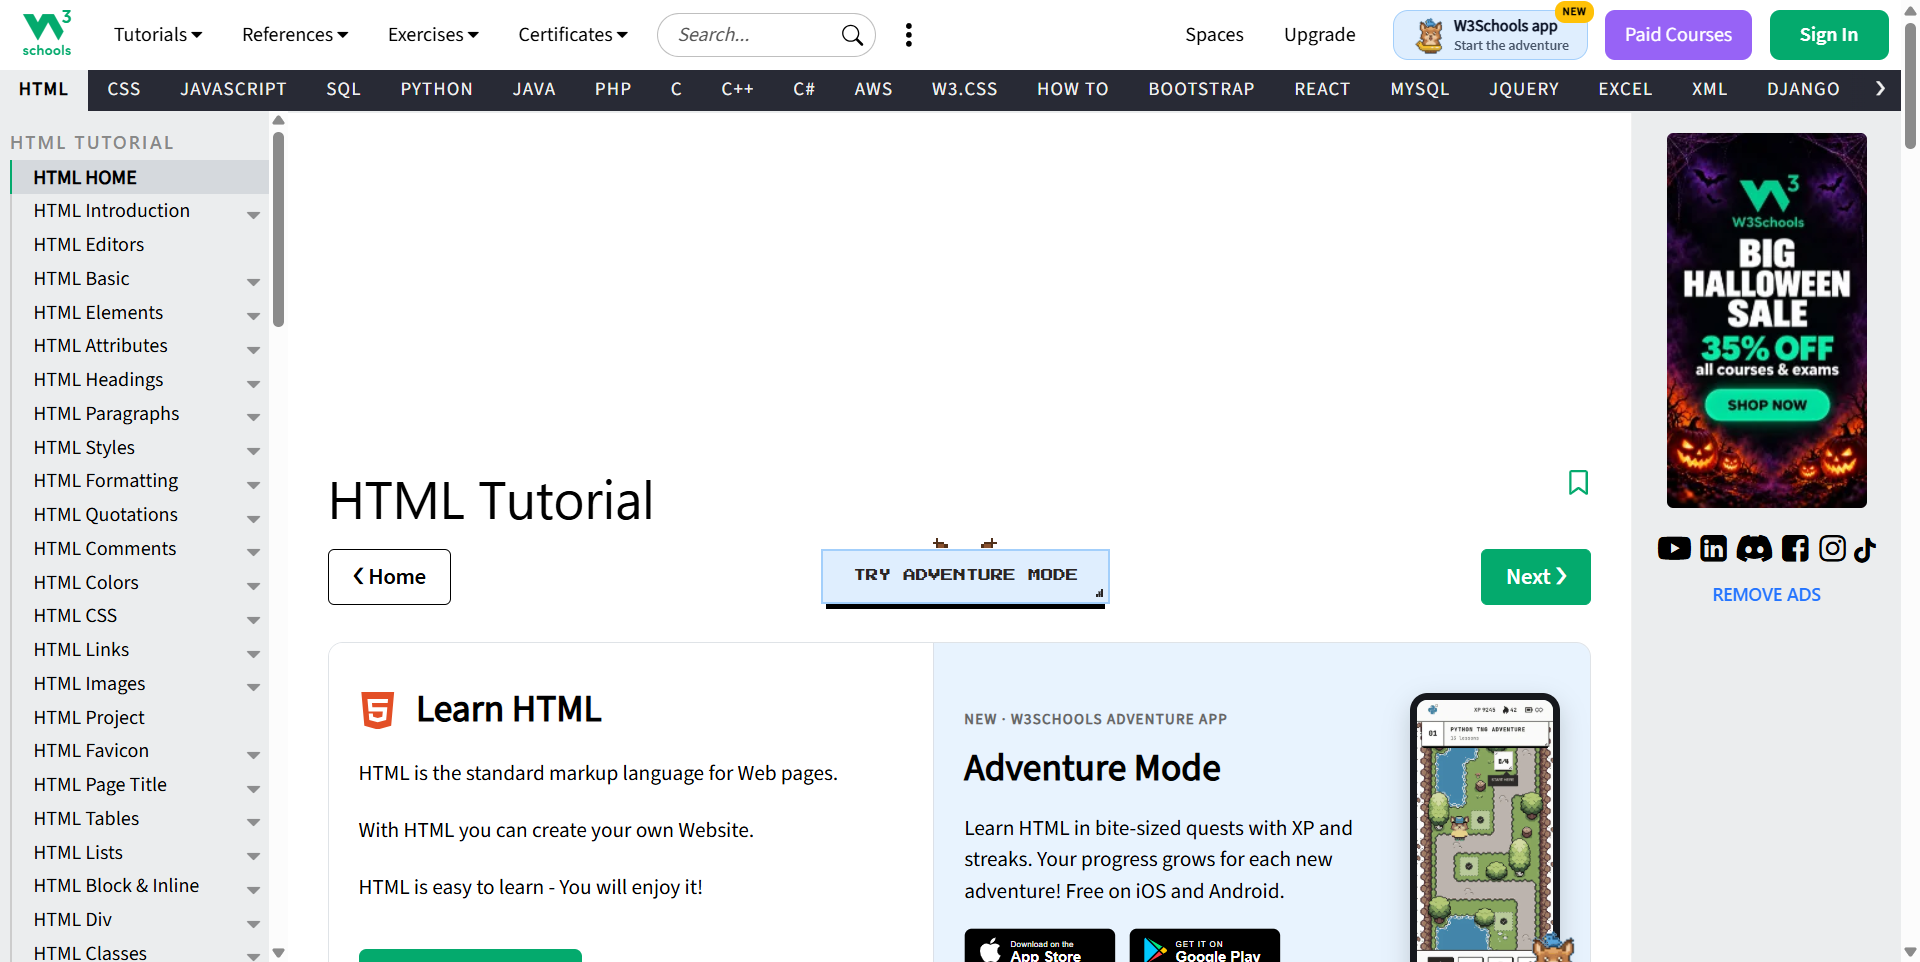 W3
schools
Tutorials
References
Exercises
Certificates
Search...
Spaces
Upgrade
W3Schools app
Start the adventure
NEW
Paid Courses
Sign In
HTML
CSS
JAVASCRIPT
SQL
PYTHON
JAVA
PHP
C
C++
C#
AWS
W3.CSS
HOW TO
BOOTSTRAP
REACT
MYSQL
JQUERY
EXCEL
XML
DJANGO
HTML TUTORIAL
HTML HOME
HTML Introduction
HTML Editors
HTML Basic
HTML Elements
HTML Attributes
HTML Headings
HTML Paragraphs
HTML Styles
HTML Formatting
HTML Quotations
HTML Comments
HTML Colors
HTML CSS
HTML Links
HTML Images
HTML Project
HTML Favicon
HTML Page Title
HTML Tables
HTML Lists
HTML Block & Inline
HTML Div
HTML Classes
HTML Tutorial
❮ Home
TRY ADVENTURE MODE
Next ❯
Learn HTML
HTML is the standard markup language for Web pages.
With HTML you can create your own Website.
HTML is easy to learn - You will enjoy it!
NEW · W3SCHOOLS ADVENTURE APP
Adventure Mode
Learn HTML in bite-sized quests with XP and
streaks. Your progress grows for each new
adventure! Free on iOS and Android.
Download on the
App Store
GET IT ON
Google Play
XP 9245
42
01
PYTHON TNG ADVENTURE
W3
W3Schools
BIG
HALLOWEEN
SALE
35% OFF
all courses & exams
SHOP NOW
REMOVE ADS